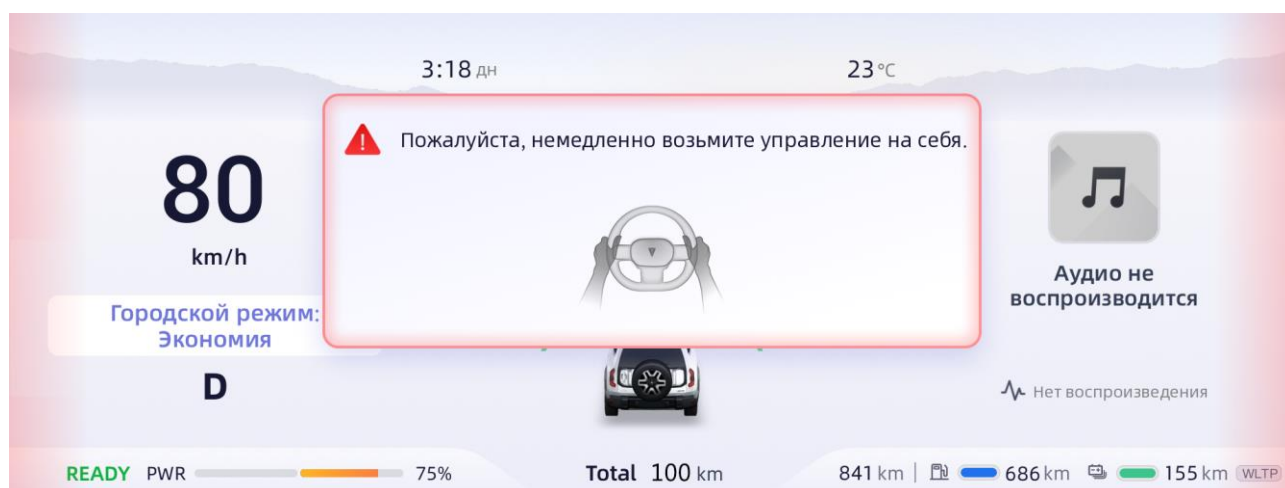 3:18 дн 23 °C
Пожалуйста, немедленно возьмите управление на себя.
80
km/h
Городской режим:
Экономия
D
Аудио не
воспроизводится
Нет воспроизведения
READY PWR 75% Total 100 km 841 km | 686 km 155 km WLTP